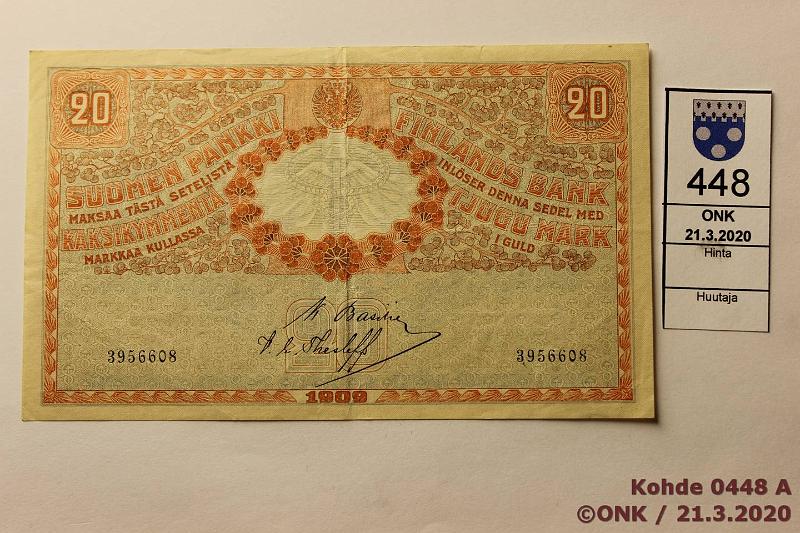 20
20
SUOMEN PANKKI
MAKSAA TÄSTÄ SETELISTÄ
KAKSIKYMMENTÄ
MARKKAA KULLASSA
FINLANDS BANK
INLÖSER DENNA SEDEL MED
TJUGU MARK
I GULD
20
3956608
3956608
1909
448
ONK
21.3.2020
Hinta
Huutaja
Kohde 0448 A
©ONK / 21.3.2020